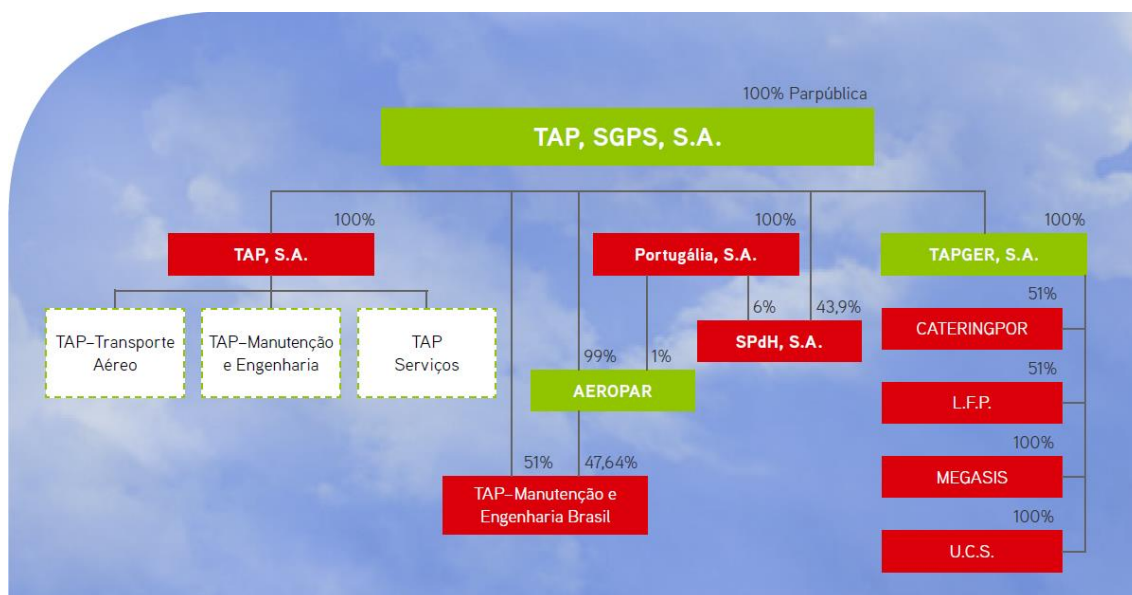 100% Parpública
TAP, SGPS, S.A.
100%
TAP, S.A.
100%
Portugália, S.A.
100%
TAPGER, S.A.
TAP–Transporte
Aéreo
TAP–Manutenção
e Engenharia
TAP
Serviços
6%
43,9%
SPdH, S.A.
99%
1%
AEROPAR
51%
47,64%
TAP–Manutenção e
Engenharia Brasil
51%
CATERINGPOR
51%
L.F.P.
100%
MEGASIS
100%
U.C.S.